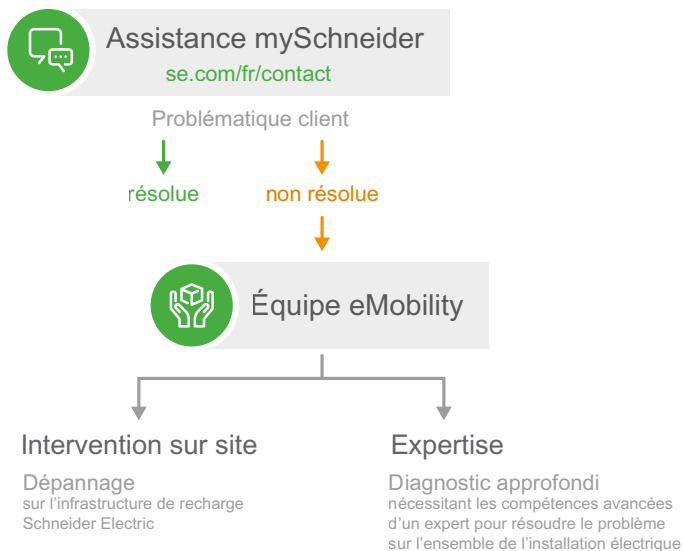 Assistance mySchneider
se.com/fr/contact
Problématique client
résolue
non résolue
Équipe eMobility
Intervention sur site
Dépannage
sur l'infrastructure de recharge
Schneider Electric
Expertise
Diagnostic approfondi
nécessitant les compétences avancées
d'un expert pour résoudre le problème
sur l'ensemble de l'installation électrique